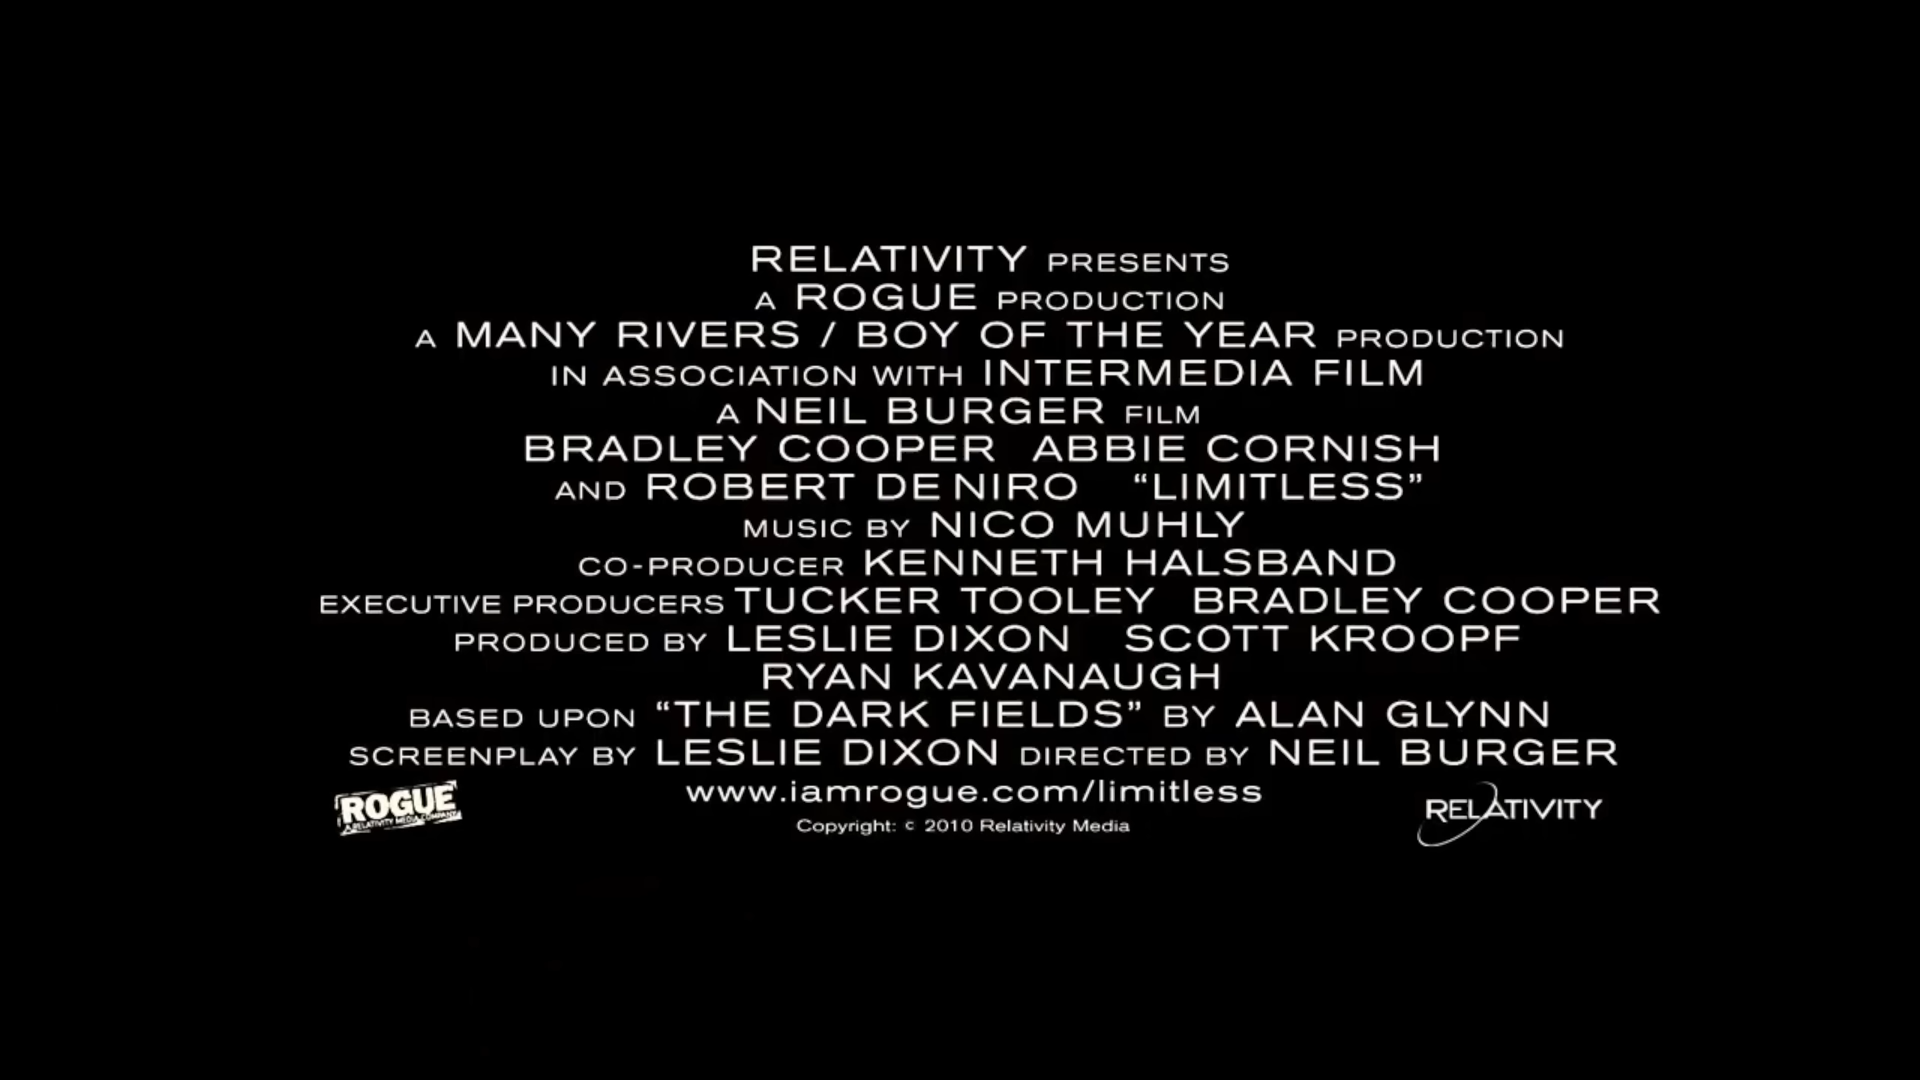 RELATIVITY PRESENTS
A ROGUE PRODUCTION
A MANY RIVERS / BOY OF THE YEAR PRODUCTION
IN ASSOCIATION WITH INTERMEDIA FILM
A NEIL BURGER FILM
BRADLEY COOPER ABBIE CORNISH
AND ROBERT DE NIRO “LIMITLESS”
MUSIC BY NICO MUHLY
CO-PRODUCER KENNETH HALSBAND
EXECUTIVE PRODUCERS TUCKER TOOLEY BRADLEY COOPER
PRODUCED BY LESLIE DIXON SCOTT KROOPF
RYAN KAVANAUGH
BASED UPON “THE DARK FIELDS” BY ALAN GLYNN
SCREENPLAY BY LESLIE DIXON DIRECTED BY NEIL BURGER
www.iamrogue.com/limitless
Copyright: © 2010 Relativity Media
ROGUE
A RELATIVITY MEDIA COMPANY
RELATIVITY